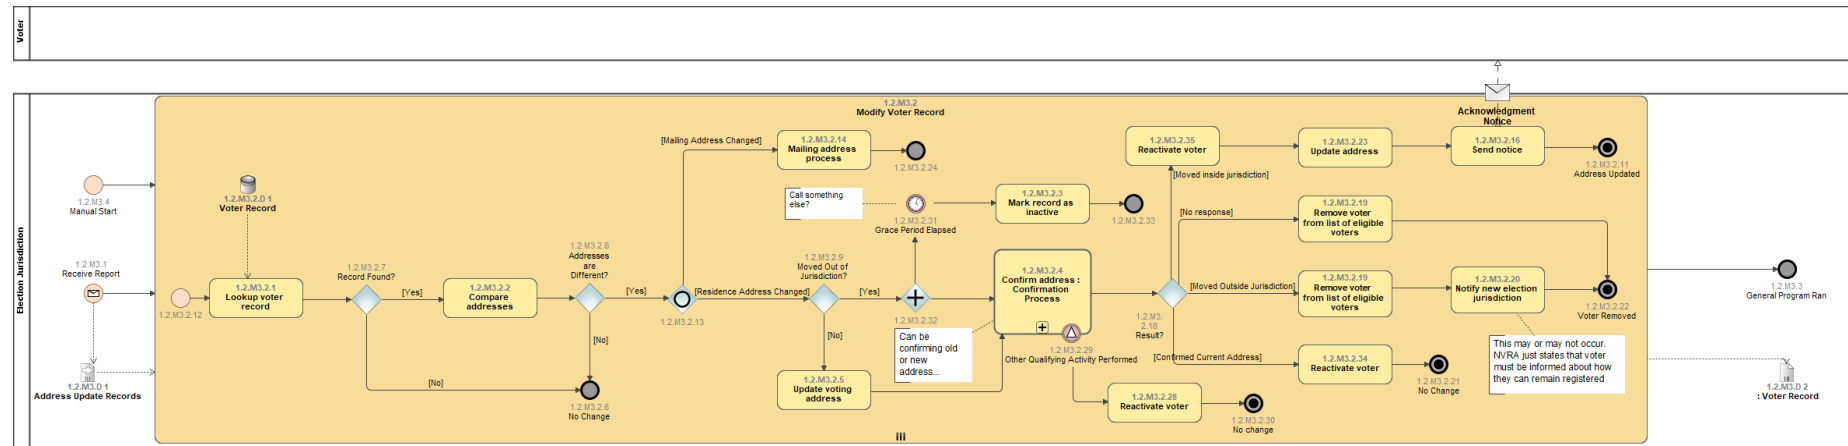 Voter
Election Jurisdiction
1.2.M3.2
Modify Voter Record
Acknowledgment
Notice
1.2.M3.4
Manual Start
1.2.M3.1
Receive Report
1.2.M3.D 1
Address Update Records
1.2.M3.2.D 1
Voter Record
1.2.M3.2.12
1.2.M3.2.1
Lookup voter
record
1.2.M3.2.7
Record Found?
[Yes]
[No]
1.2.M3.2.2
Compare
addresses
1.2.M3.2.8
Addresses
are
Different?
[Yes]
[No]
1.2.M3.2.6
No Change
1.2.M3.2.13
[Mailing Address Changed]
1.2.M3.2.14
Mailing address
process
1.2.M3.2.24
[Residence Address Changed]
1.2.M3.2.9
Moved Out of
Jurisdiction?
[Yes]
[No]
1.2.M3.2.5
Update voting
address
Call something
else?
1.2.M3.2.31
Grace Period Elapsed
1.2.M3.2.3
Mark record as
inactive
1.2.M3.2.33
1.2.M3.2.32
Can be
confirming old
or new
address...
1.2.M3.2.4
Confirm address :
Confirmation
Process
1.2.M3.2.29
Other Qualifying Activity Performed
1.2.M3.2.28
Reactivate voter
1.2.M3.2.30
No change
1.2.M3.
2.18
Result?
[Moved inside jurisdiction]
1.2.M3.2.35
Reactivate voter
1.2.M3.2.23
Update address
1.2.M3.2.16
Send notice
1.2.M3.2.11
Address Updated
[No response]
1.2.M3.2.19
Remove voter
from list of eligible
voters
[Moved Outside Jurisdiction]
1.2.M3.2.19
Remove voter
from list of eligible
voters
1.2.M3.2.20
Notify new election
jurisdiction
1.2.M3.2.22
Voter Removed
[Confirmed Current Address]
1.2.M3.2.34
Reactivate voter
1.2.M3.2.21
No Change
This may or may not occur.
NVRA just states that voter
must be informed about how
they can remain registered
1.2.M3.3
General Program Ran
1.2.M3.D 2
: Voter Record